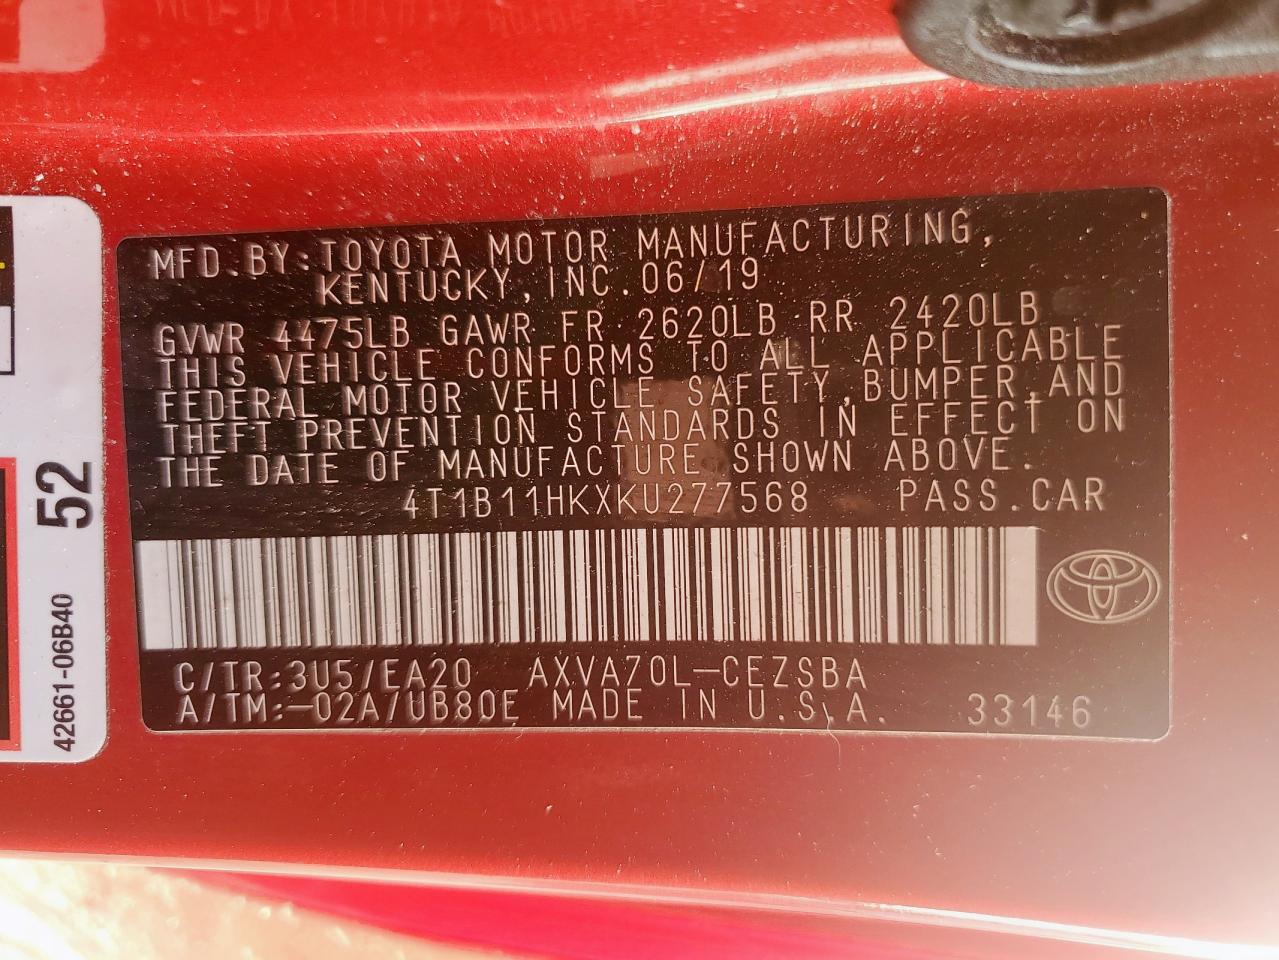 MFD.BY:TOYOTA MOTOR MANUFACTURING,
KENTUCKY,INC.06/19
GVWR 4475LB GAWR FR 2620LB RR 2420LB
THIS VEHICLE CONFORMS TO ALL APPLICABLE
FEDERAL MOTOR VEHICLE SAFETY,BUMPER,AND
THEFT PREVENTION STANDARDS IN EFFECT ON
THE DATE OF MANUFACTURE SHOWN ABOVE.
4T1B11HKXKU277568 PASS.CAR
C/TR:3U5/EA20 AXVA70L-CEZSBA
A/TM:-02A/UB80E MADE IN U.S.A. 33146
52
42661-06B40